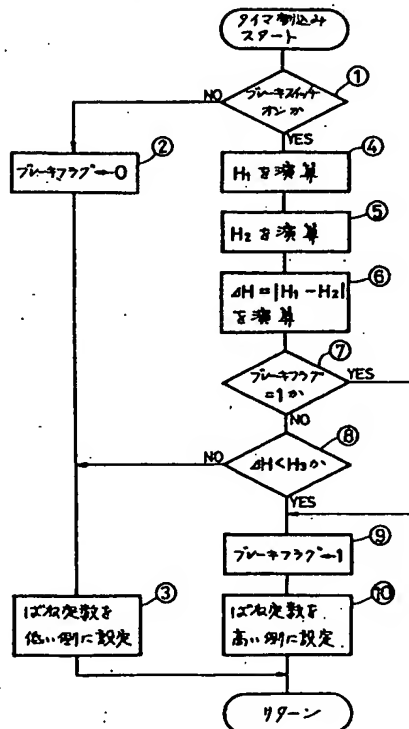 タイマ割込み
スタート
①
ブレーキスイッチ
オンか
NO
YES
②
ブレーキフラグ←0
④
H₁を演算
⑤
H₂を演算
⑥
ΔH=|H₁-H₂|
を演算
⑦
ブレーキフラグ
=1か
YES
NO
⑧
ΔH<H₃か
NO
YES
⑨
ブレーキフラグ←1
③
ばね定数を
低い側に設定
⑩
ばね定数を
高い側に設定
リターン